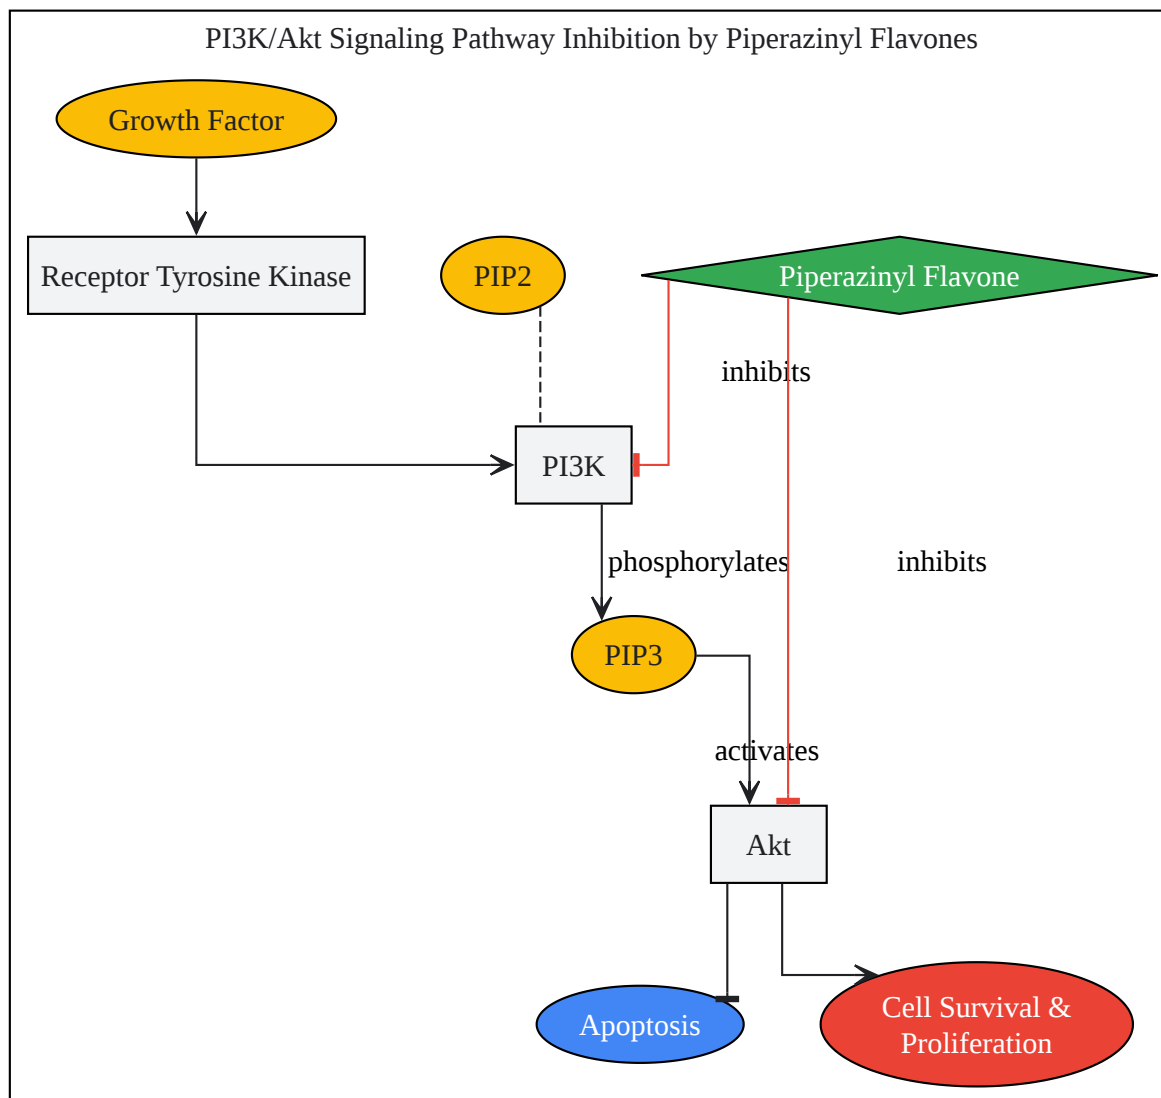 PI3K/Akt Signaling Pathway Inhibition by Piperazinyl Flavones
Growth Factor
Receptor Tyrosine Kinase
PIP2
Piperazinyl Flavone
inhibits
PI3K
phosphorylates
inhibits
PIP3
activates
Akt
Apoptosis
Cell Survival &
Proliferation